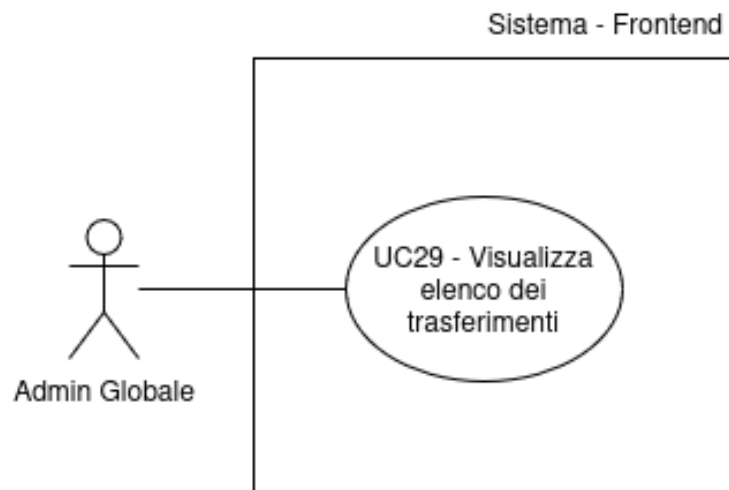 Sistema - Frontend
UC29 - Visualizza
elenco dei
trasferimenti
Admin Globale